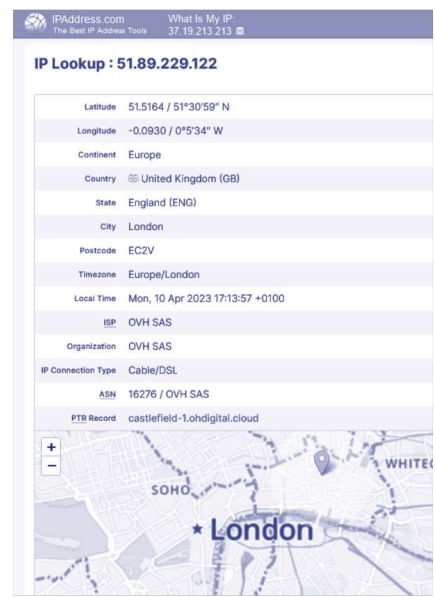 IPAddress.com
The Best IP Address Tools
What Is My IP:
37.19.213.213
IP Lookup : 51.89.229.122
Latitude 51.5164 / 51°30'59" N
Longitude -0.0930 / 0°5'34" W
Continent Europe
Country United Kingdom (GB)
State England (ENG)
City London
Postcode EC2V
Timezone Europe/London
Local Time Mon, 10 Apr 2023 17:13:57 +0100
ISP OVH SAS
Organization OVH SAS
IP Connection Type Cable/DSL
ASN 16276 / OVH SAS
PTR Record castlefield-1.ohdigital.cloud
+
−
WHITEC
SOHO
London